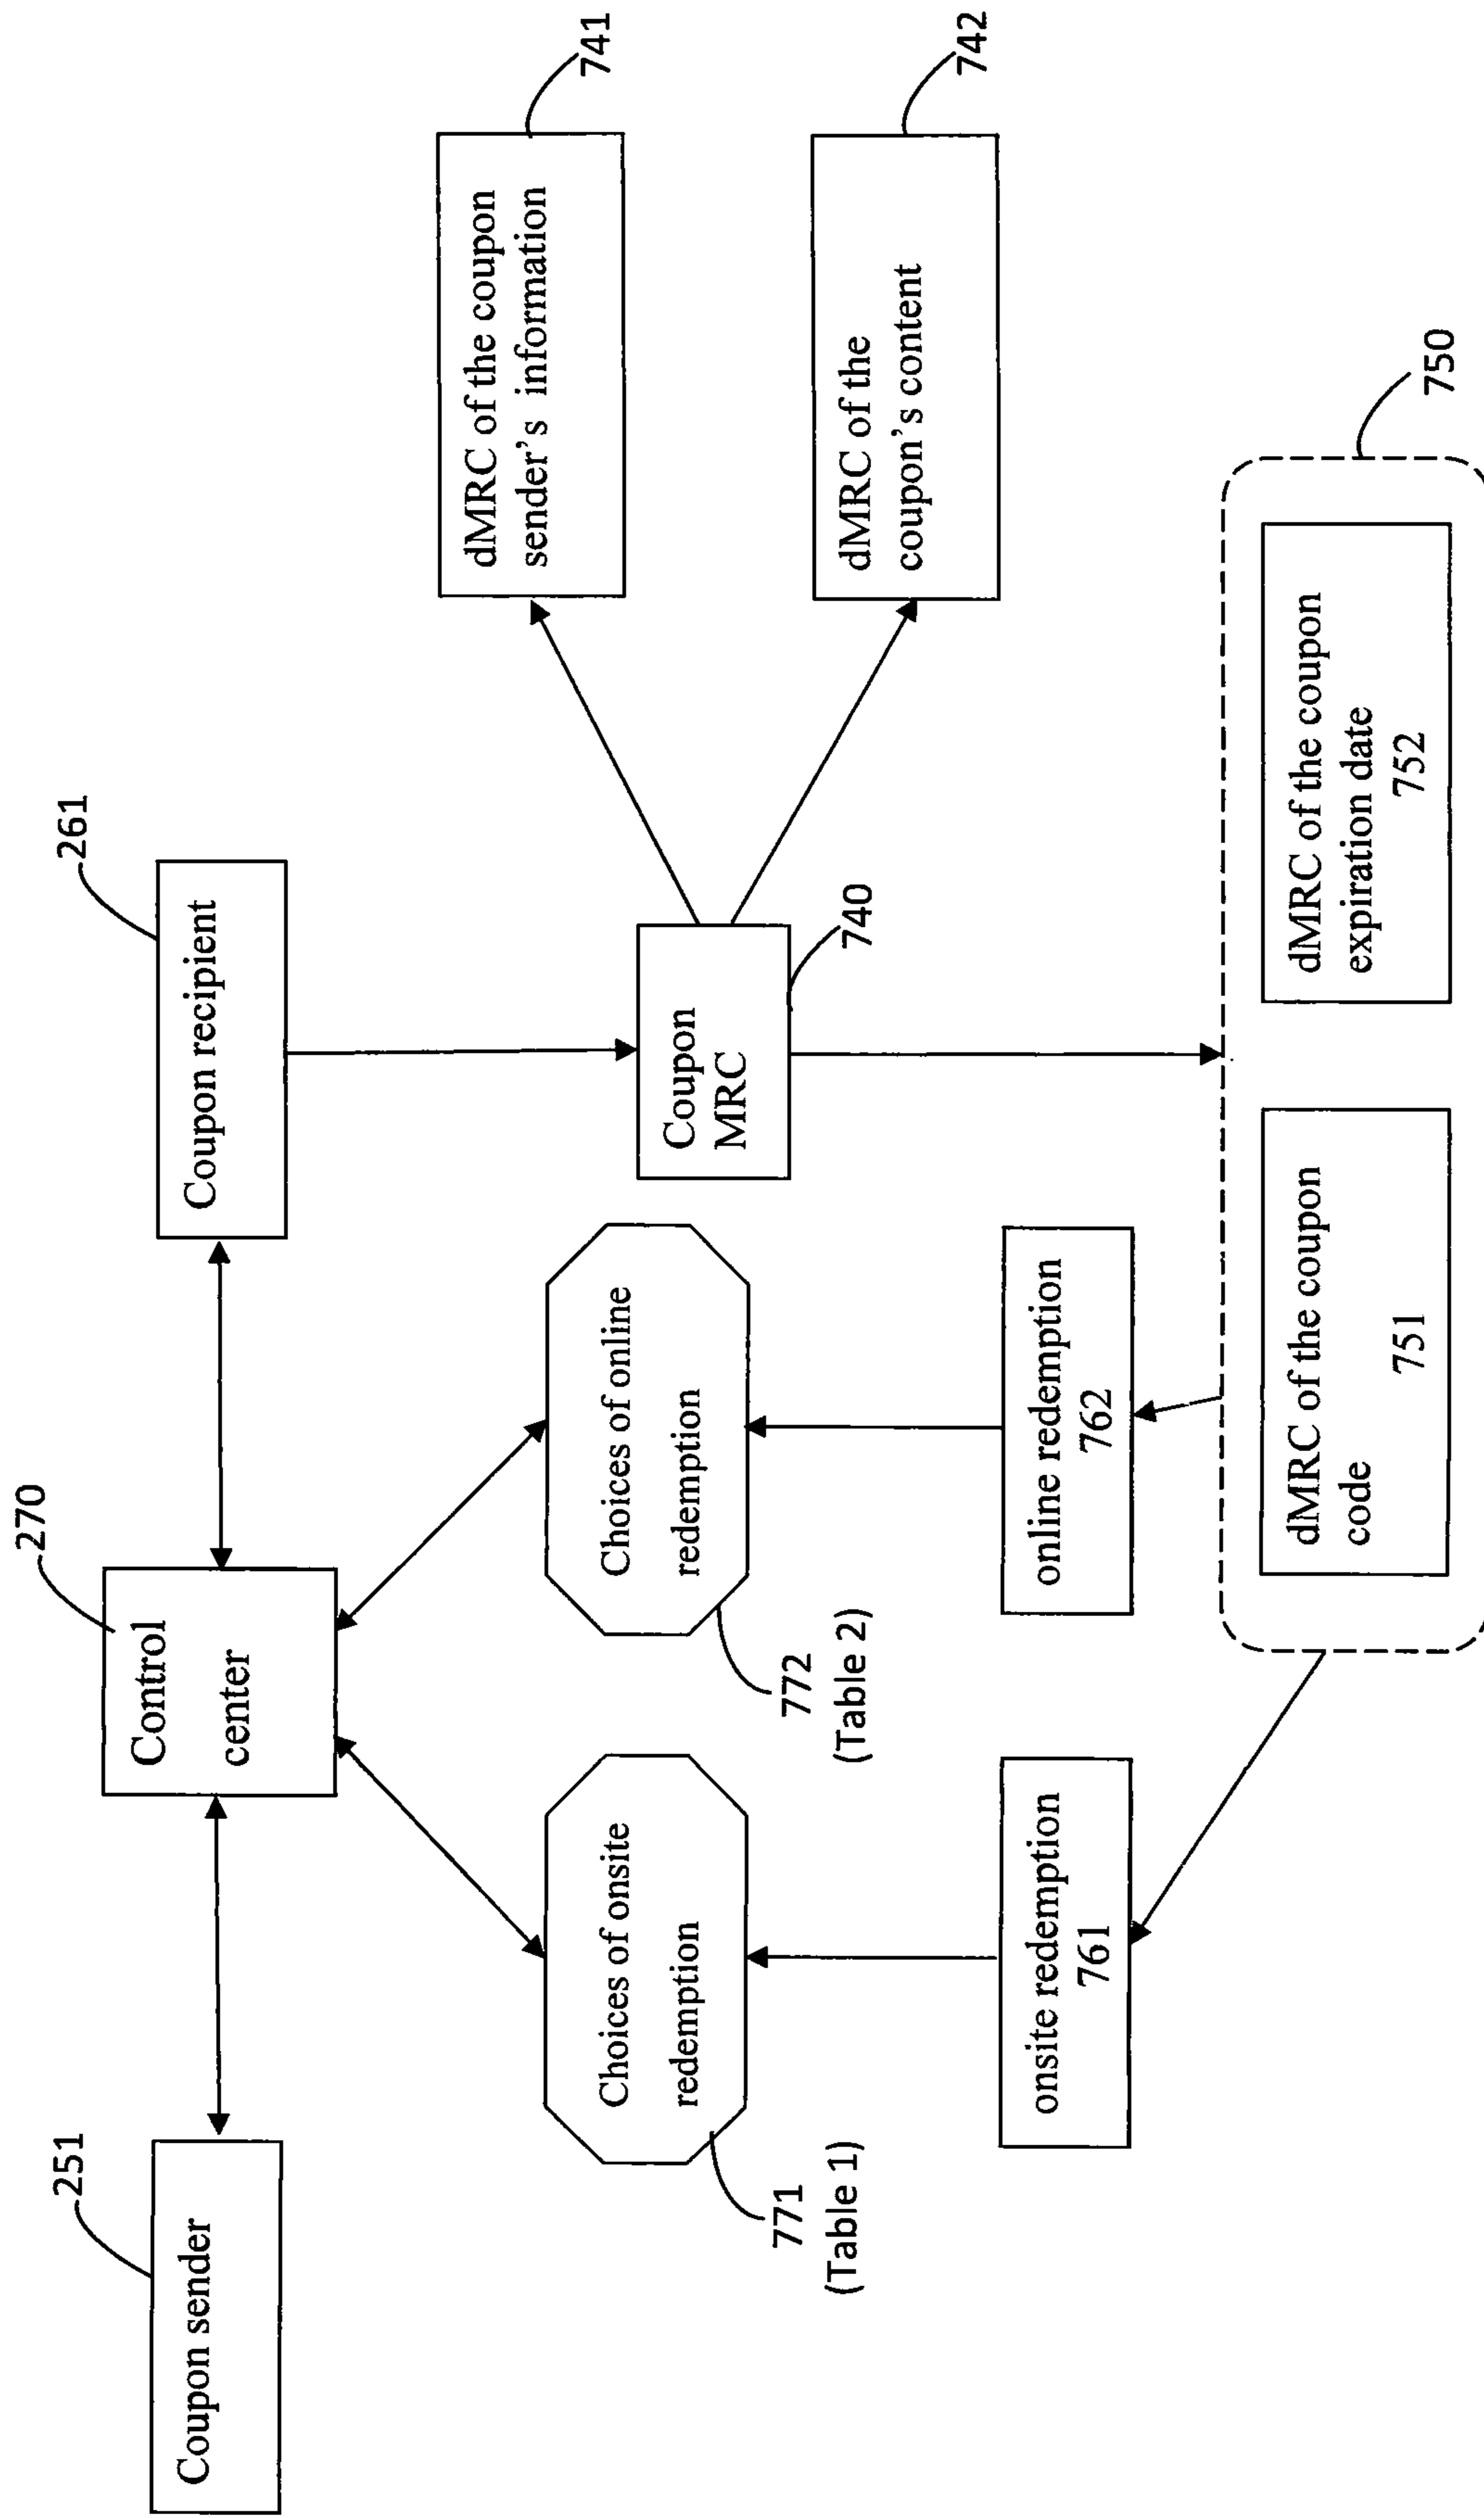 251
Coupon sender
270
Control
center
261
Coupon recipient
Choices of onsite
redemption
771
(Table 1)
Choices of online
redemption
772
(Table 2)
Coupon
MRC
740
dMRC of the coupon
sender's information
741
dMRC of the
coupon's content
742
onsite redemption
761
online redemption
762
750
dMRC of the coupon
code
751
dMRC of the coupon
expiration date
752